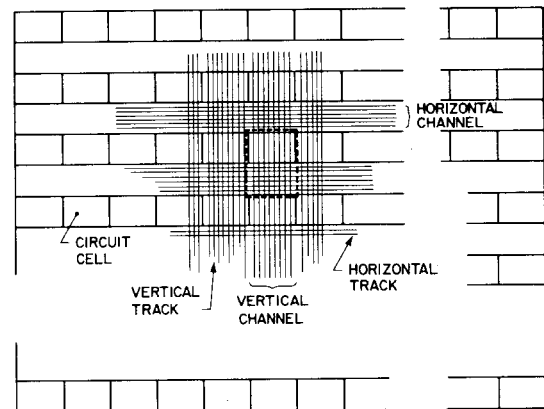 HORIZONTAL
CHANNEL
CIRCUIT
CELL
VERTICAL
TRACK
VERTICAL
CHANNEL
HORIZONTAL
TRACK